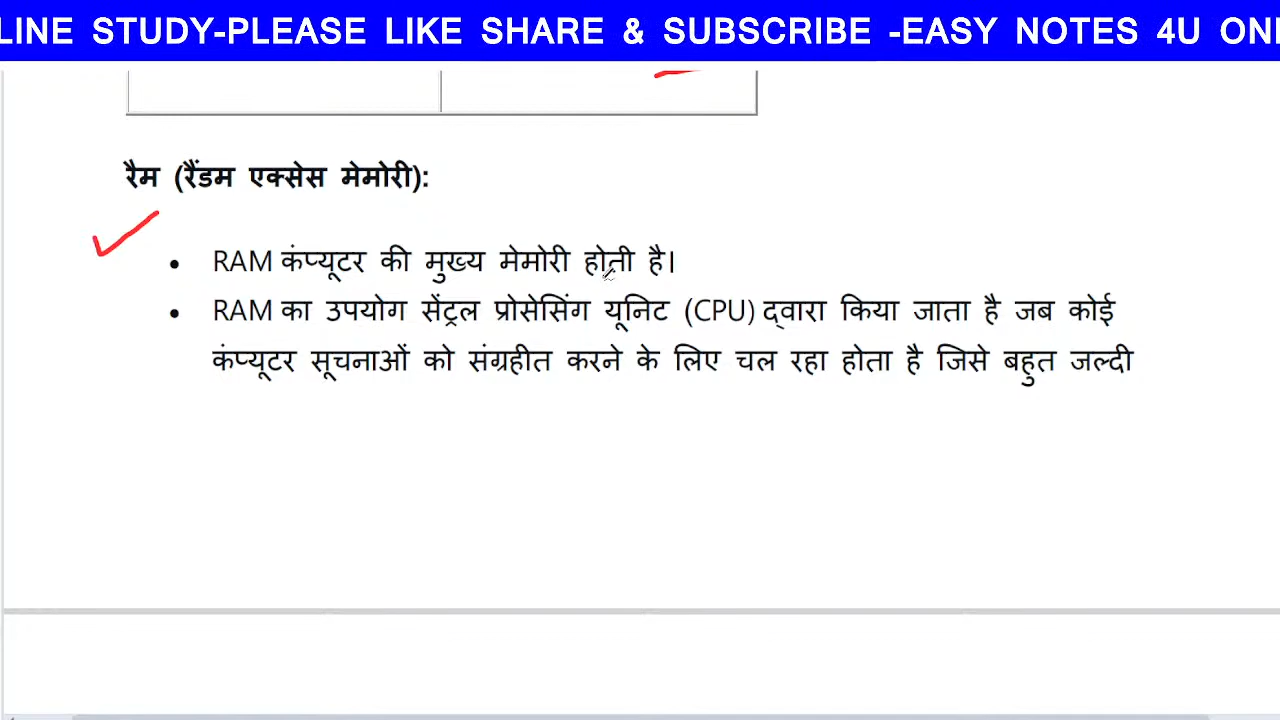 LINE STUDY-PLEASE LIKE SHARE & SUBSCRIBE -EASY NOTES 4U ONL
रैम (रैंडम एक्सेस मेमोरी):
• RAM कंप्यूटर की मुख्य मेमोरी होती है।
• RAM का उपयोग सेंट्रल प्रोसेसिंग यूनिट (CPU) द्वारा किया जाता है जब कोई
कंप्यूटर सूचनाओं को संग्रहीत करने के लिए चल रहा होता है जिसे बहुत जल्दी